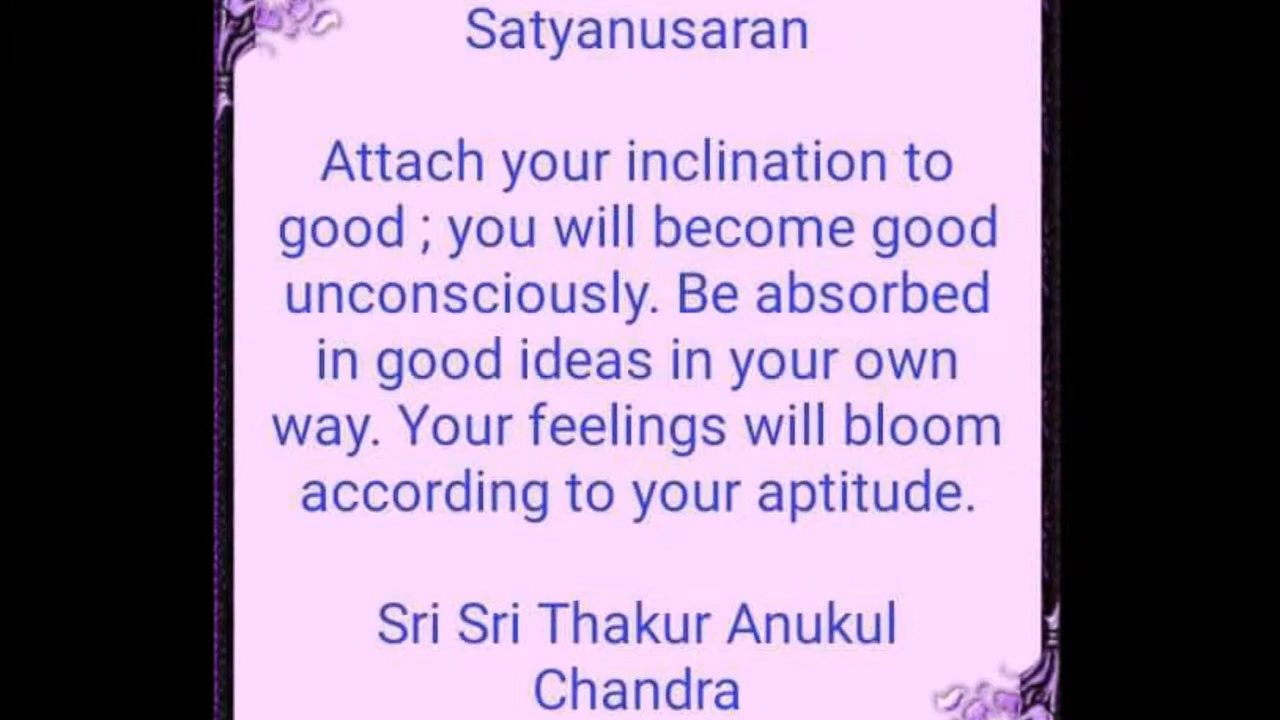 Satyanusaran
Attach your inclination to
good ; you will become good
unconsciously. Be absorbed
in good ideas in your own
way. Your feelings will bloom
according to your aptitude.
Sri Sri Thakur Anukul
Chandra